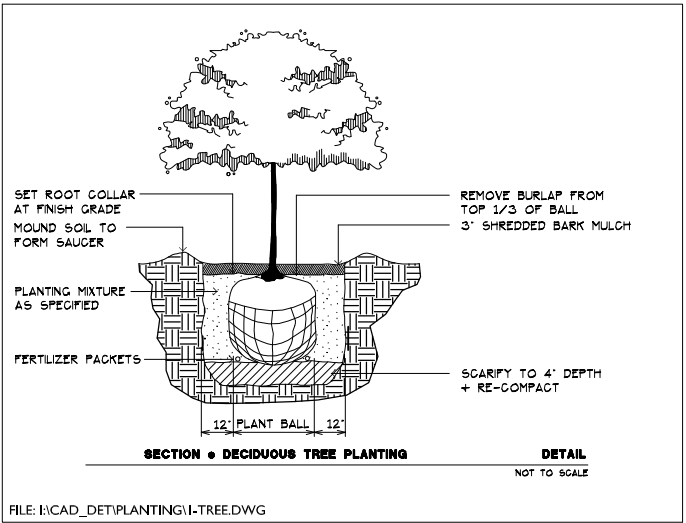 SET ROOT COLLAR
AT FINISH GRADE
MOUND SOIL TO
FORM SAUCER
PLANTING MIXTURE
AS SPECIFIED
FERTILIZER PACKETS
REMOVE BURLAP FROM
TOP 1/3 OF BALL
3" SHREDDED BARK MULCH
SCARIFY TO 4" DEPTH
+ RE-COMPACT
12" PLANT BALL 12"
SECTION @ DECIDUOUS TREE PLANTING DETAIL
NOT TO SCALE
FILE: I:\CAD_DET\PLANTING\1-TREE.DWG